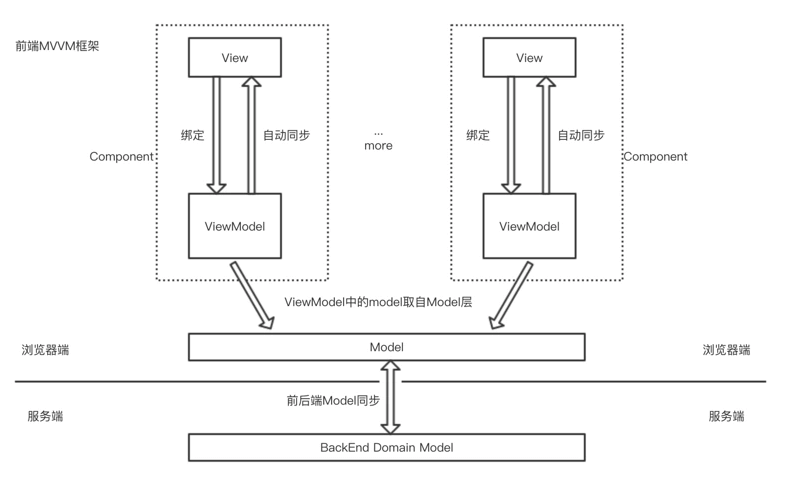 前端MVVM框架
View
View
绑定
自动同步
...
more
绑定
自动同步
Component
Component
ViewModel
ViewModel
ViewModel中的model取自Model层
浏览器端
Model
浏览器端
前后端Model同步
服务端
服务端
BackEnd Domain Model